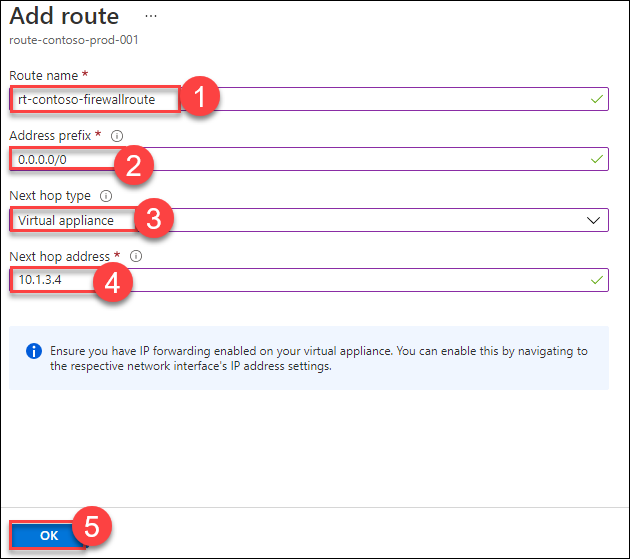 Add route ...
route-contoso-prod-001
Route name *
rt-contoso-firewallroute
1
Address prefix *
0.0.0.0/0
2
Next hop type
Virtual appliance
3
Next hop address *
10.1.3.4
4
Ensure you have IP forwarding enabled on your virtual appliance. You can enable this by navigating to
the respective network interface's IP address settings.
OK
5